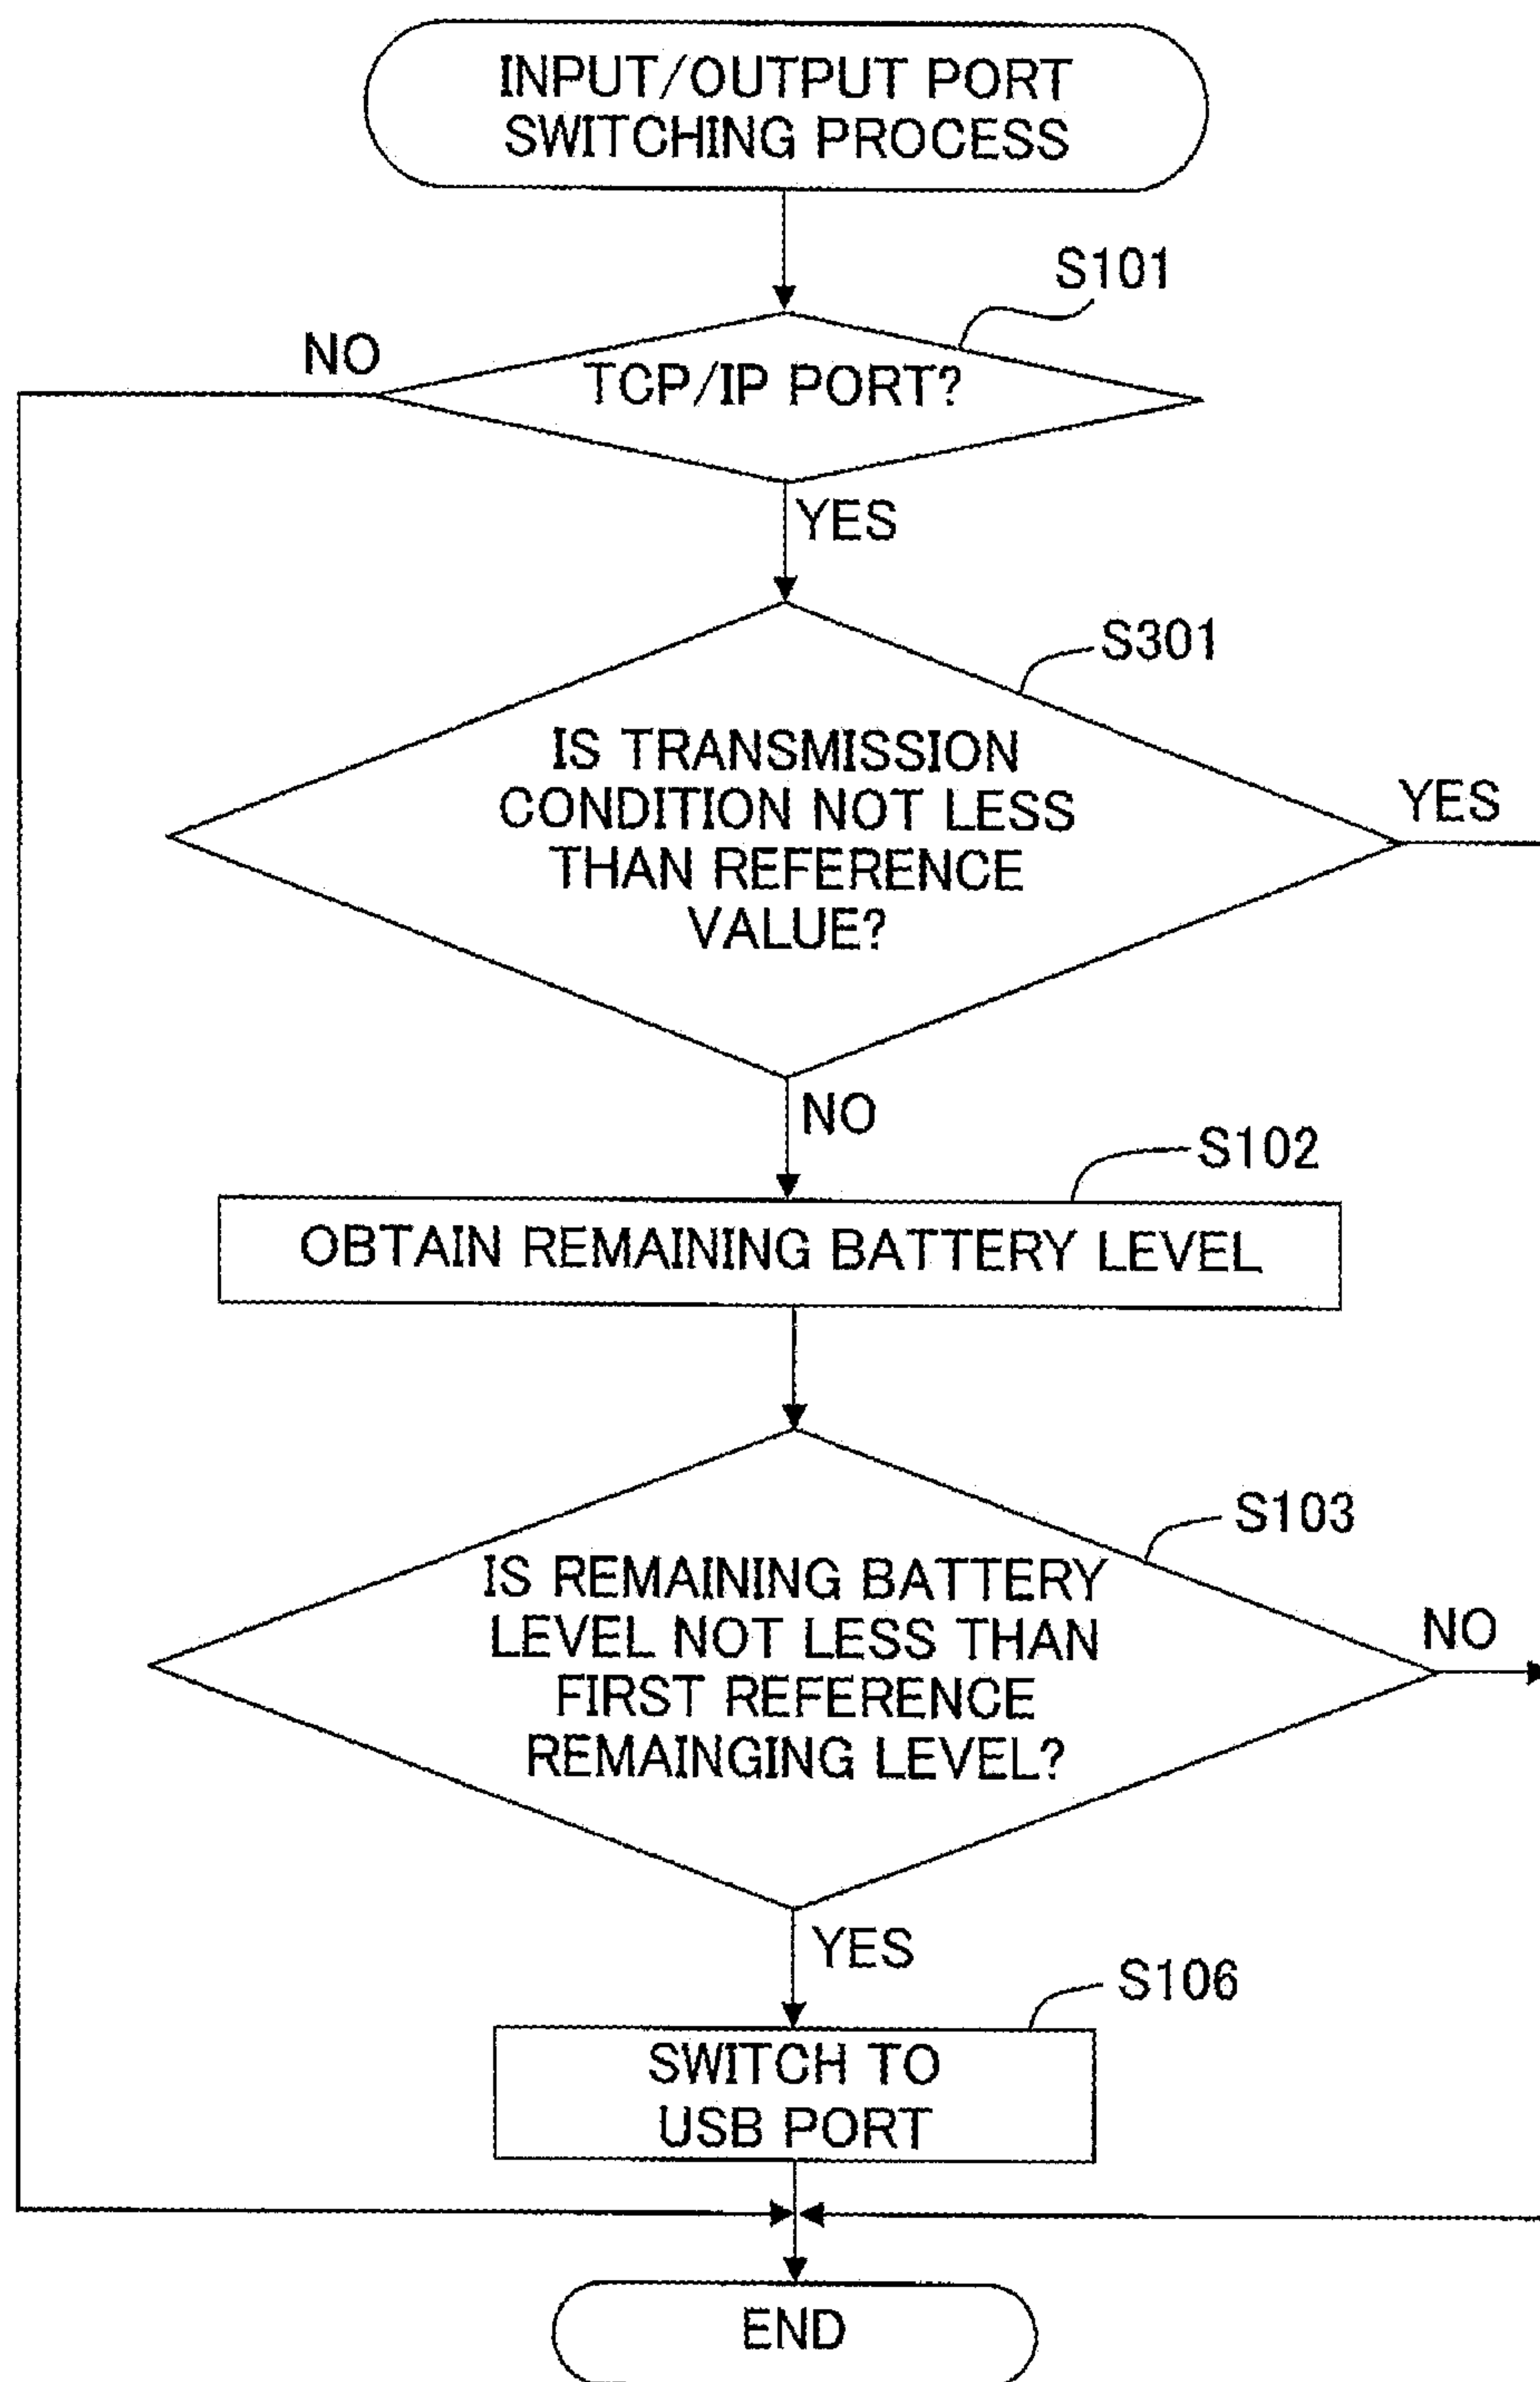 INPUT/OUTPUT PORT
SWITCHING PROCESS
S101
NO
TCP/IP PORT?
YES
S301
IS TRANSMISSION
CONDITION NOT LESS
THAN REFERENCE
VALUE?
YES
NO
S102
OBTAIN REMAINING BATTERY LEVEL
S103
IS REMAINING BATTERY
LEVEL NOT LESS THAN
FIRST REFERENCE
REMAINGING LEVEL?
NO
YES
S106
SWITCH TO
USB PORT
END